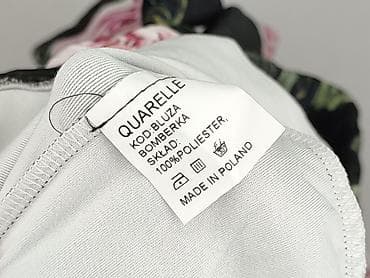 QUARELLE
KOD BLUZA
BOMBERKA
SKŁAD:
100%POLIESTER,
MADE IN POLAND